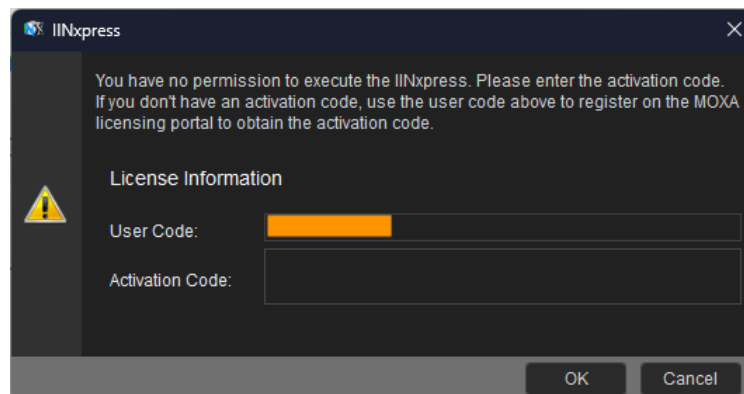 IINxpress
You have no permission to execute the IINxpress. Please enter the activation code.
If you don't have an activation code, use the user code above to register on the MOXA
licensing portal to obtain the activation code.
License Information
User Code:
Activation Code:
OK Cancel